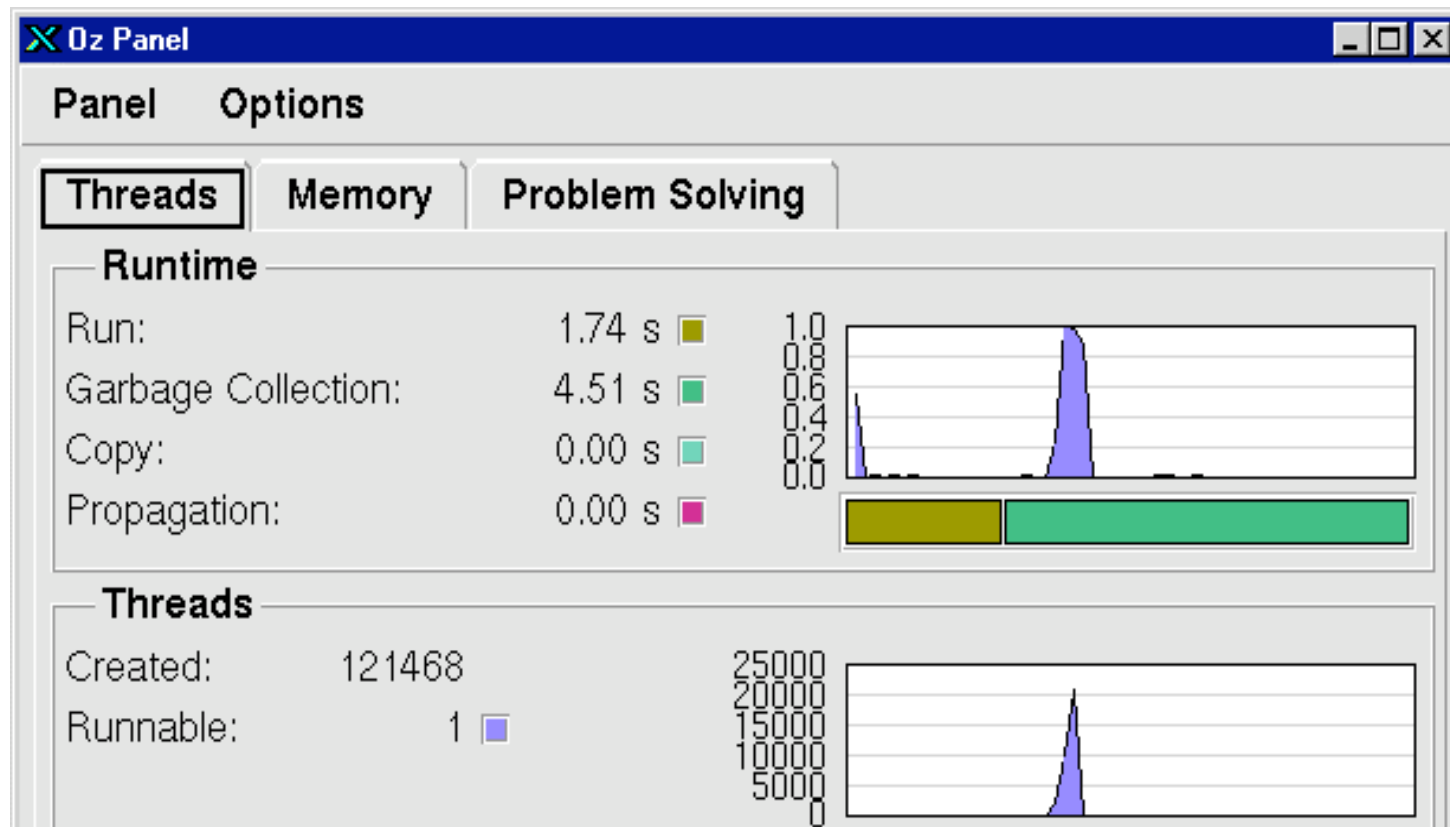 Oz Panel
Panel Options
Threads Memory Problem Solving
Runtime
Run: 1.74 s
Garbage Collection: 4.51 s
Copy: 0.00 s
Propagation: 0.00 s
1.0
0.8
0.6
0.4
0.2
0.0
Threads
Created: 121468
Runnable: 1
25000
20000
15000
10000
5000
0